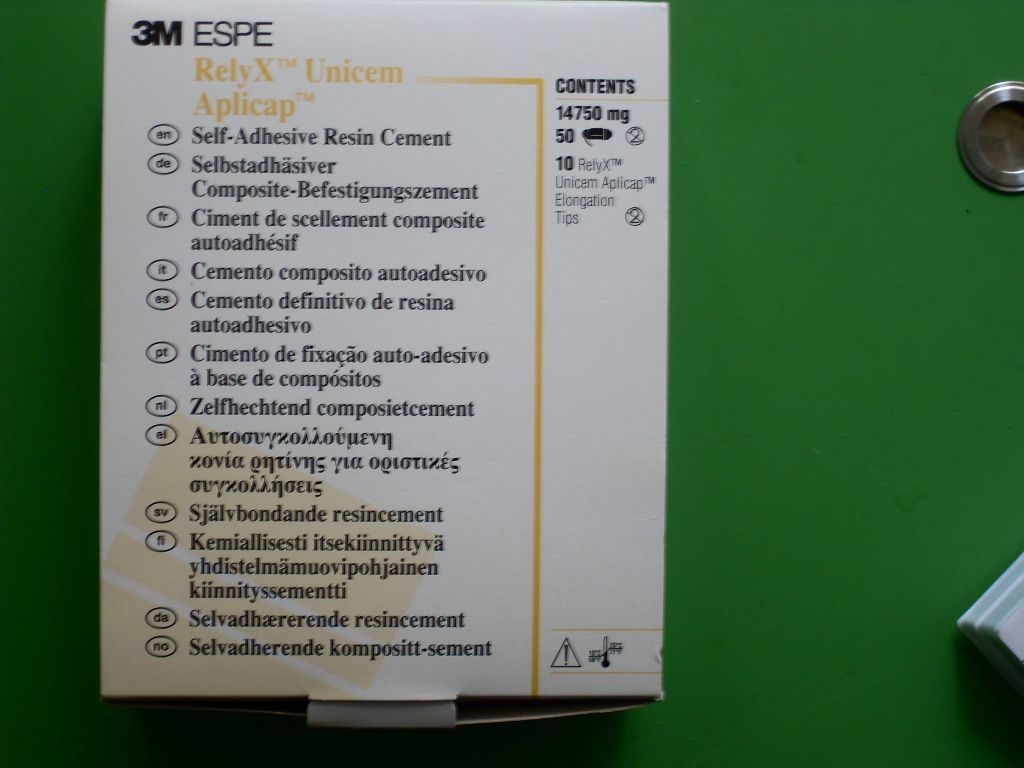 3M ESPE
RelyX™ Unicem
Aplicap™
en Self-Adhesive Resin Cement
de Selbstadhäsiver
Composite-Befestigungszement
fr Ciment de scellement composite
autoadhésif
it Cemento composito autoadesivo
es Cemento definitivo de resina
autoadhesivo
pt Cimento de fixação auto-adesivo
à base de compósitos
nl Zelfhechtend composietcement
el Αυτοσυγκολλούμενη
κονία ρητίνης για οριστικές
συγκολλήσεις
sv Självbondande resincement
fi Kemiallisesti itsekiinnittyvä
yhdistelmämuovipohjainen
kiinnityssementti
da Selvadhærerende resincement
no Selvadherende kompositt-sement
CONTENTS
14750 mg
50 2
10 RelyX™
Unicem Aplicap™
Elongation
Tips 2